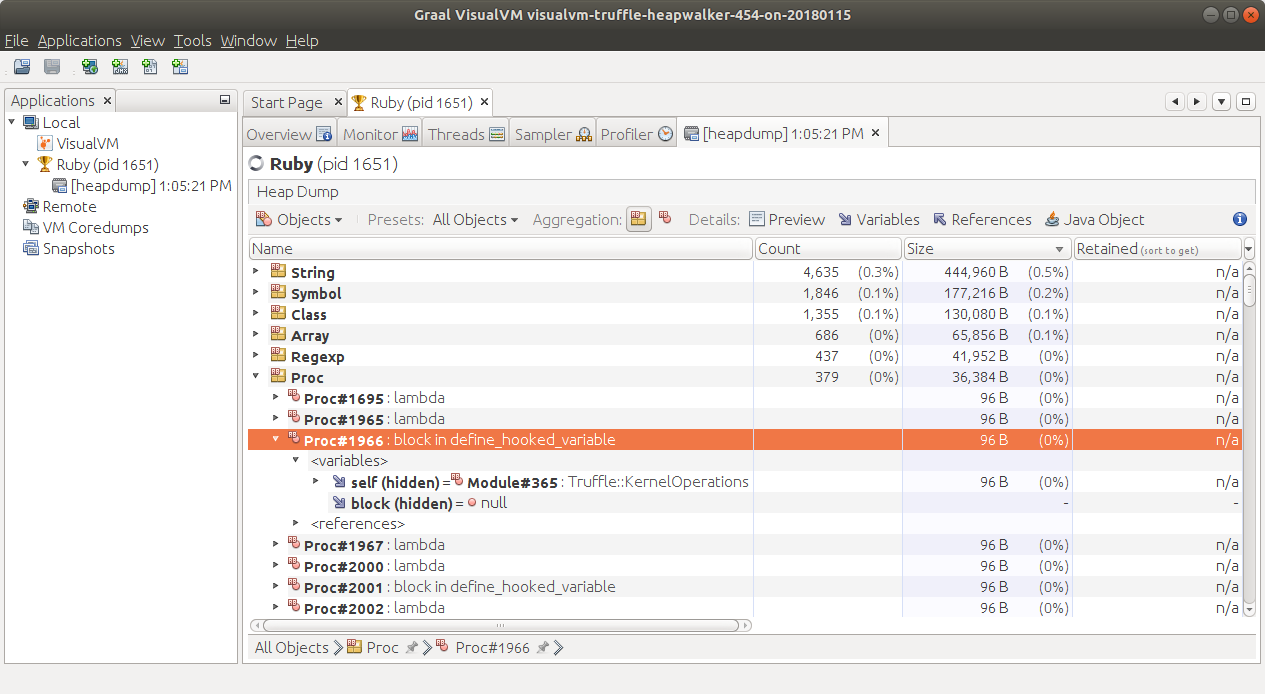 Graal VisualVM visualvm-truffle-heapwalker-454-on-20180115
File Applications View Tools Window Help
Applications
Local
VisualVM
Ruby (pid 1651)
[heapdump] 1:05:21 PM
Remote
VM Coredumps
Snapshots
Start Page Ruby (pid 1651)
Overview Monitor Threads Sampler Profiler [heapdump] 1:05:21 PM
Ruby (pid 1651)
Heap Dump
Objects Presets: All Objects Aggregation: Details: Preview Variables References Java Object
Name Count Size Retained (sort to get)
String 4,635 (0.3%) 444,960 B (0.5%) n/a
Symbol 1,846 (0.1%) 177,216 B (0.2%) n/a
Class 1,355 (0.1%) 130,080 B (0.1%) n/a
Array 686 (0%) 65,856 B (0.1%) n/a
Regexp 437 (0%) 41,952 B (0%) n/a
Proc 379 (0%) 36,384 B (0%) n/a
Proc#1695 : lambda 96 B (0%) n/a
Proc#1965 : lambda 96 B (0%) n/a
Proc#1966 : block in define_hooked_variable 96 B (0%) n/a
<variables>
self (hidden) = Module#365 : Truffle::KernelOperations 96 B (0%) n/a
block (hidden) = null - -
<references>
Proc#1967 : lambda 96 B (0%) n/a
Proc#2000 : lambda 96 B (0%) n/a
Proc#2001 : block in define_hooked_variable 96 B (0%) n/a
Proc#2002 : lambda 96 B (0%) n/a
All Objects Proc Proc#1966